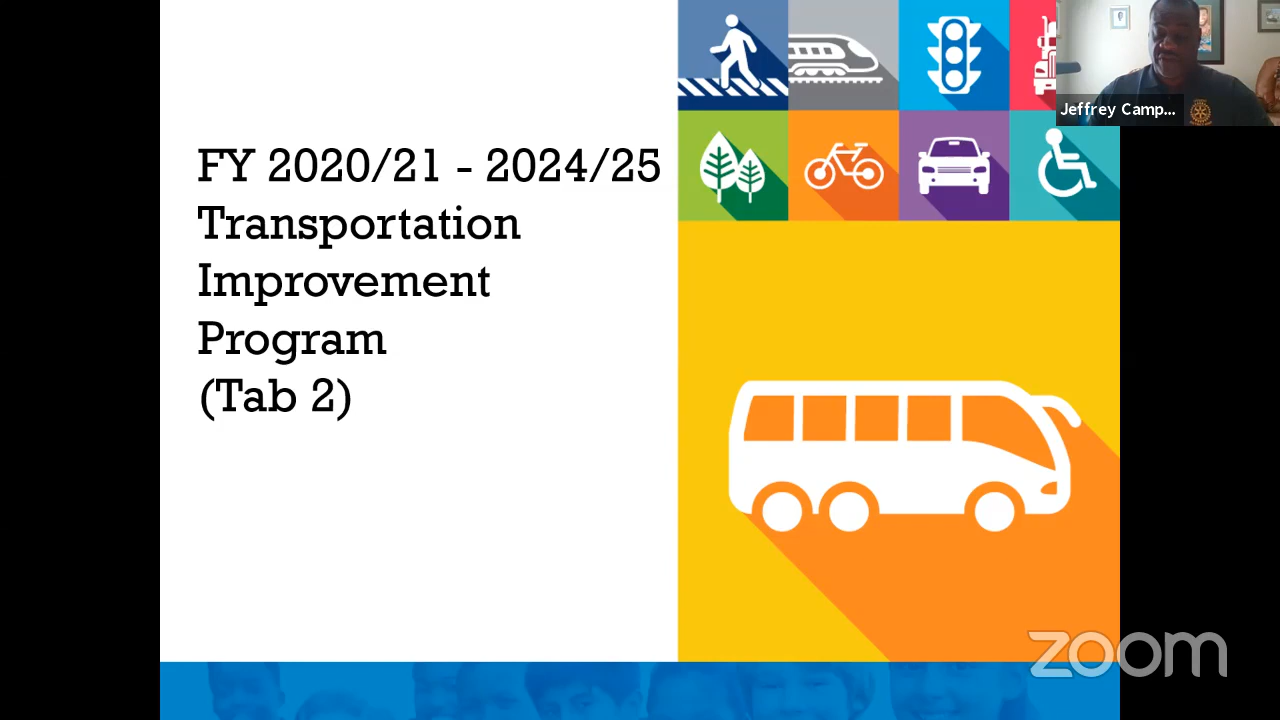 FY 2020/21 - 2024/25
Transportation
Improvement
Program
(Tab 2)
Jeffrey Camp...
zoom